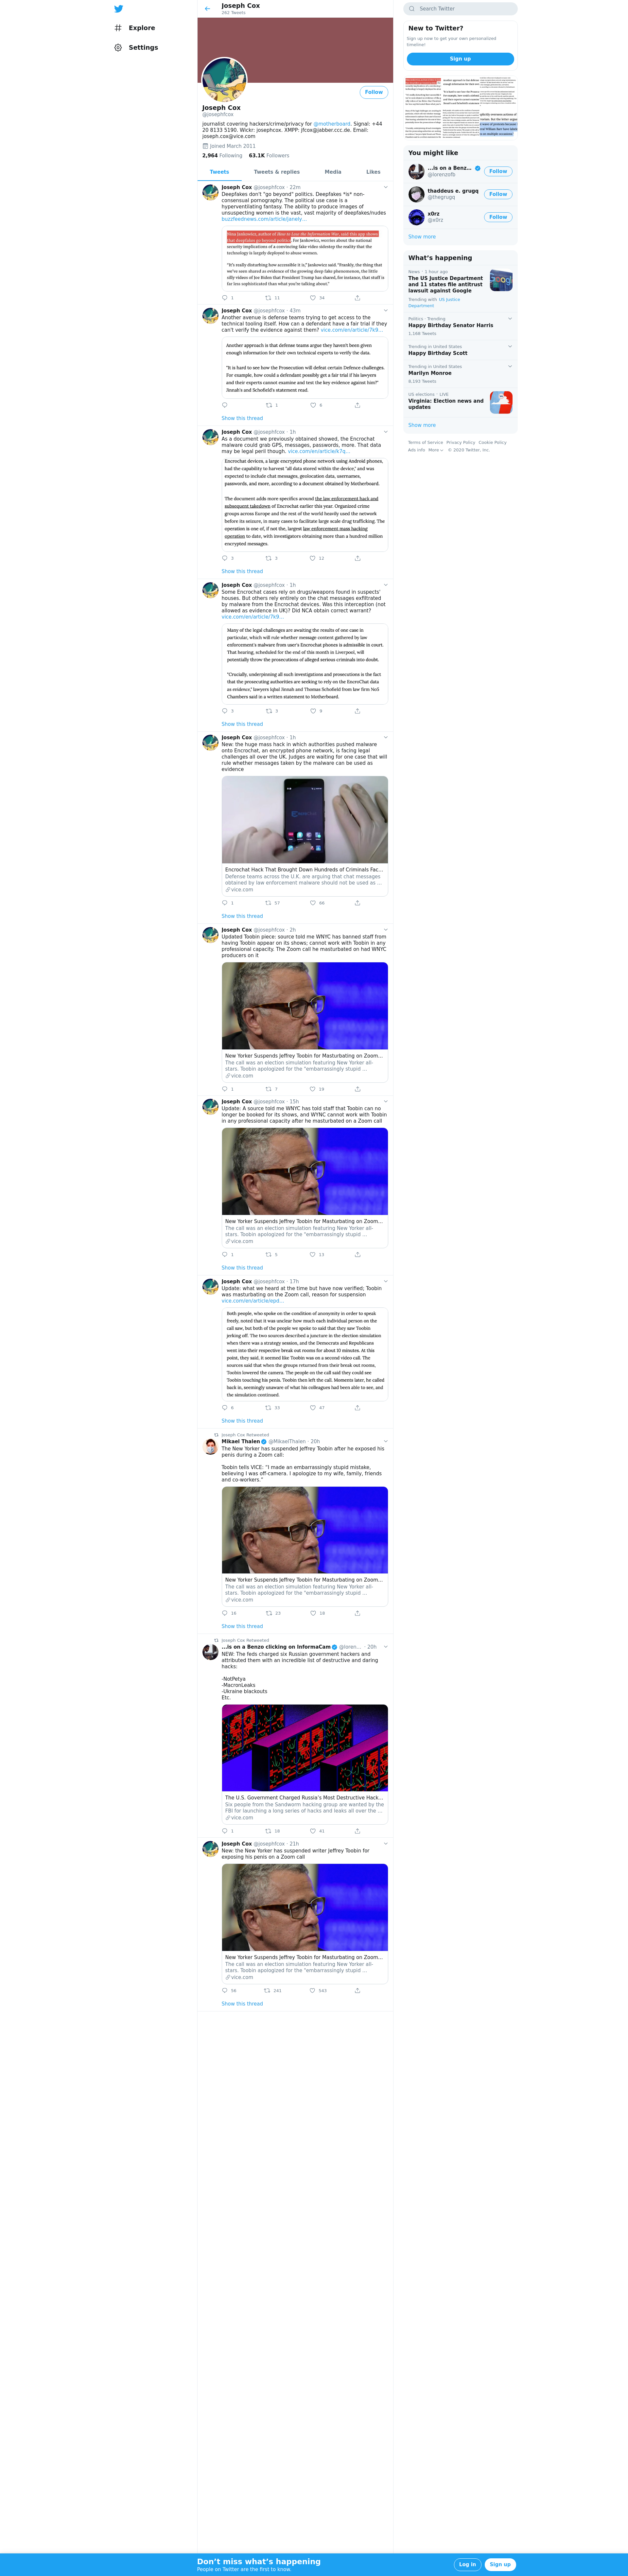 Explore
Settings
Joseph Cox
262 Tweets
Follow
Joseph Cox
@josephfcox
journalist covering hackers/crime/privacy for @motherboard. Signal: +44
20 8133 5190. Wickr: josephcox. XMPP: jfcox@jabber.ccc.de. Email:
joseph.cox@vice.com
Joined March 2011
2,964 Following 63.1K Followers
Tweets Tweets & replies Media Likes
Joseph Cox @josephfcox · 22m
Deepfakes don't "go beyond" politics. Deepfakes *is* non-
consensual pornography. The political use case is a
hyperventilating fantasy. The ability to produce images of
unsuspecting women is the east, vast majority of deepfakes/nudes
Nina Jankowicz, author of How to Lose the Information War, said this app shows
that deepfakes go beyond politics. For Jankowicz, worries about the national
security implications of a convincing fake video sidestep the reality that the
technology is largely deployed to abuse women.
"It's really disturbing how accessible it is," Jankowicz said. "Frankly, the thing that
we've seen shared as evidence of the growing deep fake phenomenon, the little
silly videos of Joe Biden that President Trump has shared, for instance, that stuff is
far less sophisticated than what you're talking about."
1 11 34
Joseph Cox @josephfcox · 43m
Another avenue is defense teams trying to get access to the
technical tooling itself. How can a defendant have a fair trial if they
can't verify the evidence against them? vice.com/en/article/7k9…
Another approach is that defense teams argue they haven't been given
enough information for their own technical experts to verify the data.
"It is hard to see how the Prosecution will defeat certain Defence challenges.
For example, how could a defendant possibly get a fair trial if his lawyers
and their experts cannot examine and test the key evidence against him?"
Jinnah's and Schofield's statement read.
1 6
Show this thread
Joseph Cox @josephfcox · 1h
As a document we previously obtained showed, the Encrochat
malware could grab GPS, messages, passwords, more. That data
may be legal peril though. vice.com/en/article/k7q…
Encrochat devices, a large encrypted phone network using Android phones,
had the capability to harvest "all data stored within the device," and was
expected to include chat messages, geolocation data, usernames,
passwords, and more, according to a document obtained by Motherboard.
The document adds more specifics around the law enforcement hack and
subsequent takedown of Encrochat earlier this year. Organized crime
groups across Europe and the rest of the world heavily used the network
before its seizure, in many cases to facilitate large scale drug trafficking. The
operation is one of, if not the, largest law enforcement mass hacking
operation to date, with investigators obtaining more than a hundred million
encrypted messages.
3 3 12
Show this thread
Joseph Cox @josephfcox · 1h
Some Encrochat cases rely on drugs/weapons found in suspects'
houses. But others rely entirely on the chat messages exfiltrated
by malware from the Encrochat devices. Was this interception (not
allowed as evidence in UK)? Did NCA obtain correct warrant?
vice.com/en/article/7k9…
Many of the legal challenges are awaiting the results of one case in
particular, which will rule whether message content gathered by law
enforcement's malware from user's Encrochat phones is admissible in court.
That hearing, scheduled for the end of this month in Liverpool, will
potentially throw the prosecutions of alleged serious criminals into doubt.
"Crucially, underpinning all such investigations and prosecutions is the fact
that the prosecuting authorities are seeking to rely on the EncroChat data
as evidence," lawyers Iqbal Jinnah and Thomas Schofield from law firm No5
Chambers said in a written statement to Motherboard.
3 3 9
Show this thread
Joseph Cox @josephfcox · 1h
New: the huge mass hack in which authorities pushed malware
onto Encrochat, an encrypted phone network, is facing legal
challenges all over the UK. Judges are waiting for one case that will
rule whether messages taken by the malware can be used as
evidence
Encrochat Hack That Brought Down Hundreds of Criminals Fac…
Defense teams across the U.K. are arguing that chat messages
obtained by law enforcement malware should not be used as …
vice.com
1 57 66
Show this thread
Joseph Cox @josephfcox · 2h
Updated Toobin piece: source told me WNYC has banned staff from
having Toobin appear on its shows; cannot work with Toobin in any
professional capacity. The Zoom call he masturbated on had WNYC
producers on it
New Yorker Suspends Jeffrey Toobin for Masturbating on Zoom…
The call was an election simulation featuring New Yorker all-
stars. Toobin apologized for the "embarrassingly stupid …
vice.com
1 7 19
Joseph Cox @josephfcox · 15h
Update: A source told me WNYC has told staff that Toobin can no
longer be booked for its shows, and WYNC cannot work with Toobin
in any professional capacity after he masturbated on a Zoom call
New Yorker Suspends Jeffrey Toobin for Masturbating on Zoom…
The call was an election simulation featuring New Yorker all-
stars. Toobin apologized for the "embarrassingly stupid …
vice.com
1 5 13
Show this thread
Joseph Cox @josephfcox · 17h
Update: what we heard at the time but have now verified; Toobin
was masturbating on the Zoom call, reason for suspension
vice.com/en/article/epd…
Both people, who spoke on the condition of anonymity in order to speak
freely, noted that it was unclear how much each individual person on the
call saw, but both of the people we spoke to said that they saw Toobin
jerking off. The two sources described a juncture in the election simulation
when there was a strategy session, and the Democrats and Republicans
went into their respective break out rooms for about 10 minutes. At this
point, they said, it seemed like Toobin was on a second video call. The
sources said that when the groups returned from their break out rooms,
Toobin lowered the camera. The people on the call said they could see
Toobin touching his penis. Toobin then left the call. Moments later, he called
back in, seemingly unaware of what his colleagues had been able to see, and
the simulation continued.
6 33 47
Show this thread
Joseph Cox Retweeted
Mikael Thalen @MikaelThalen · 20h
The New Yorker has suspended Jeffrey Toobin after he exposed his
penis during a Zoom call:
Toobin tells VICE: "I made an embarrassingly stupid mistake,
believing I was off-camera. I apologize to my wife, family, friends
and co-workers."
New Yorker Suspends Jeffrey Toobin for Masturbating on Zoom…
The call was an election simulation featuring New Yorker all-
stars. Toobin apologized for the "embarrassingly stupid …
vice.com
16 23 18
Show this thread
Joseph Cox Retweeted
...is on a Benzo clicking on InformaCam @loren… · 20h
NEW: The feds charged six Russian government hackers and
attributed them with an incredible list of destructive and daring
hacks:
-NotPetya
-MacronLeaks
-Ukraine blackouts
Etc.
The U.S. Government Charged Russia's Most Destructive Hack…
Six people from the Sandworm hacking group are wanted by the
FBI for launching a long series of hacks and leaks all over the …
vice.com
1 18 41
Joseph Cox @josephfcox · 21h
New: the New Yorker has suspended writer Jeffrey Toobin for
exposing his penis on a Zoom call
New Yorker Suspends Jeffrey Toobin for Masturbating on Zoom…
The call was an election simulation featuring New Yorker all-
stars. Toobin apologized for the "embarrassingly stupid …
vice.com
56 241 543
Show this thread
Search Twitter
New to Twitter?
Sign up now to get your own personalized
timeline!
Sign up
You might like
...is on a Benz…
@lorenzofb
Follow
thaddeus e. grugq
@thegrugq
Follow
x0rz
@x0rz
Follow
Show more
What's happening
News · 1 hour ago
The US Justice Department
and 11 states file antitrust
lawsuit against Google
Trending with US Justice
Department
Politics · Trending
Happy Birthday Senator Harris
1,168 Tweets
Trending in United States
Happy Birthday Scott
Trending in United States
Marilyn Monroe
6,193 Tweets
US elections · LIVE
Virginia: Election news and
updates
Show more
Terms of Service Privacy Policy Cookie Policy
Ads info More © 2020 Twitter, Inc.
Don't miss what's happening
People on Twitter are the first to know.
Log in
Sign up